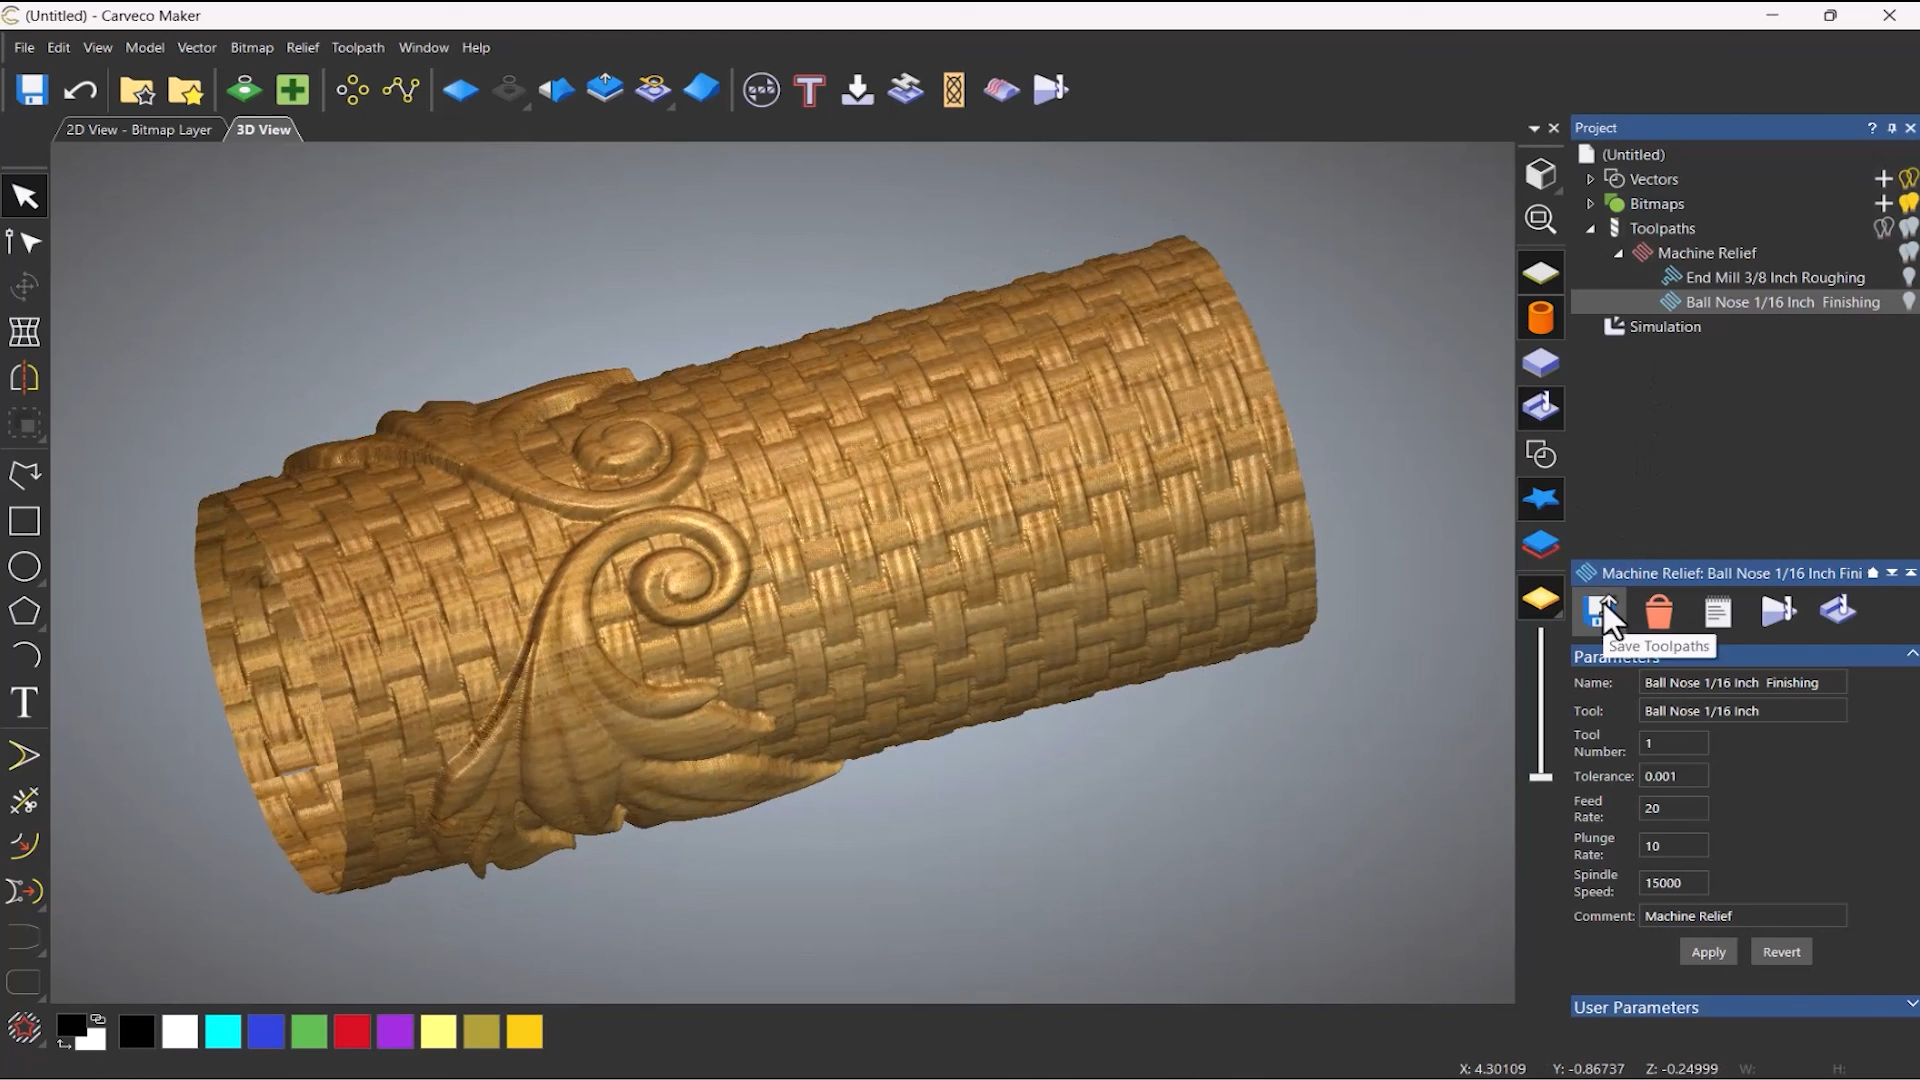 (Untitled) - Carveco Maker
File Edit View Model Vector Bitmap Relief Toolpath Window Help
2D View - Bitmap Layer
3D View
Project
(Untitled)
Vectors
Bitmaps
Toolpaths
Machine Relief
End Mill 3/8 Inch Roughing
Ball Nose 1/16 Inch Finishing
Simulation
Machine Relief: Ball Nose 1/16 Inch Fini
Save Toolpaths
Parameters
Name: Ball Nose 1/16 Inch Finishing
Tool: Ball Nose 1/16 Inch
Tool Number: 1
Tolerance: 0.001
Feed Rate: 20
Plunge Rate: 10
Spindle Speed: 15000
Comment: Machine Relief
Apply Revert
User Parameters
X: 4.30109 Y: -0.86737 Z: -0.24999 W: H: